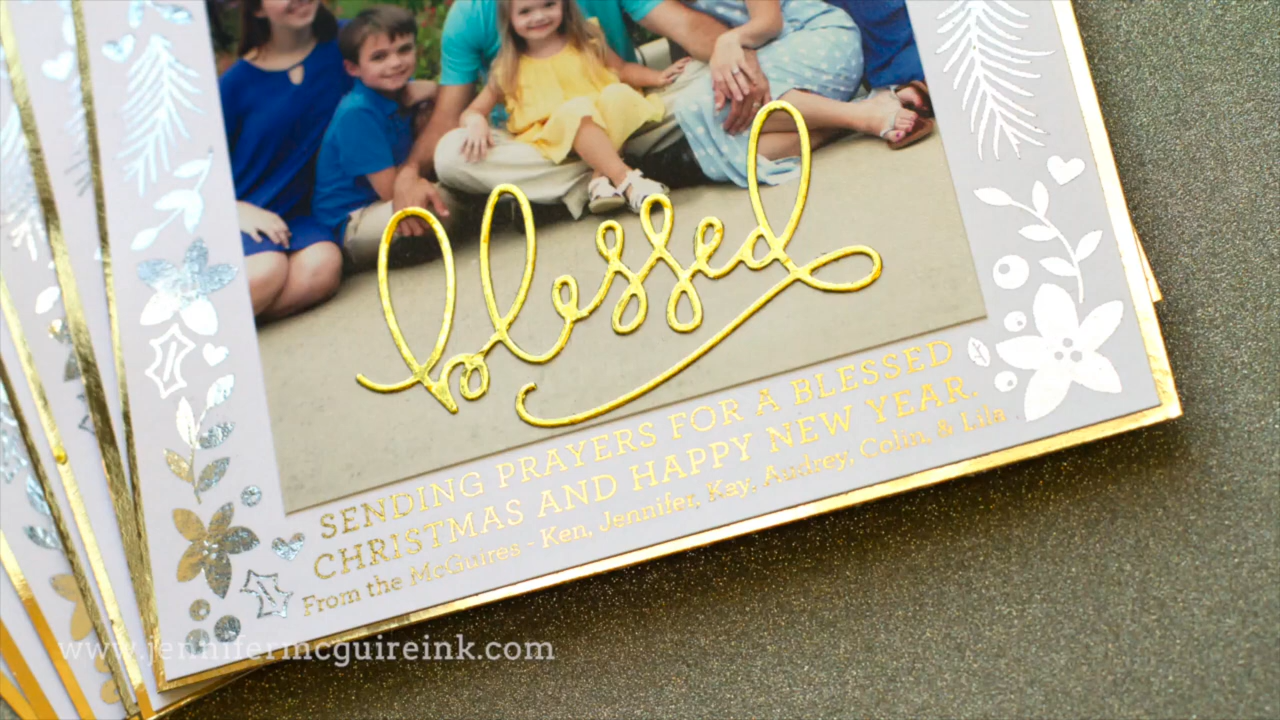 blessed
SENDING PRAYERS FOR A BLESSED
CHRISTMAS AND HAPPY NEW YEAR.
From the McGuires - Ken, Jennifer, Kay, Audrey, Colin, & Lila
www.jennifermcguireink.com